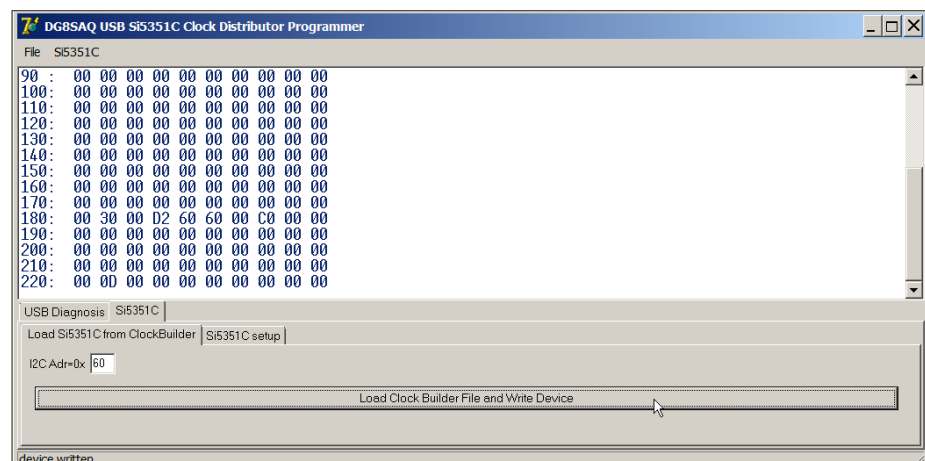 DG8SAQ USB Si5351C Clock Distributor Programmer
File Si5351C
90 : 00 00 00 00 00 00 00 00 00 00
100: 00 00 00 00 00 00 00 00 00 00
110: 00 00 00 00 00 00 00 00 00 00
120: 00 00 00 00 00 00 00 00 00 00
130: 00 00 00 00 00 00 00 00 00 00
140: 00 00 00 00 00 00 00 00 00 00
150: 00 00 00 00 00 00 00 00 00 00
160: 00 00 00 00 00 00 00 00 00 00
170: 00 00 00 00 00 00 00 00 00 00
180: 00 30 00 D2 60 60 00 C0 00 00
190: 00 00 00 00 00 00 00 00 00 00
200: 00 00 00 00 00 00 00 00 00 00
210: 00 00 00 00 00 00 00 00 00 00
220: 00 0D 00 00 00 00 00 00 00 00
USB Diagnosis Si5351C
Load Si5351C from ClockBuilder Si5351C setup
I2C Adr=0x 60
Load Clock Builder File and Write Device
device written